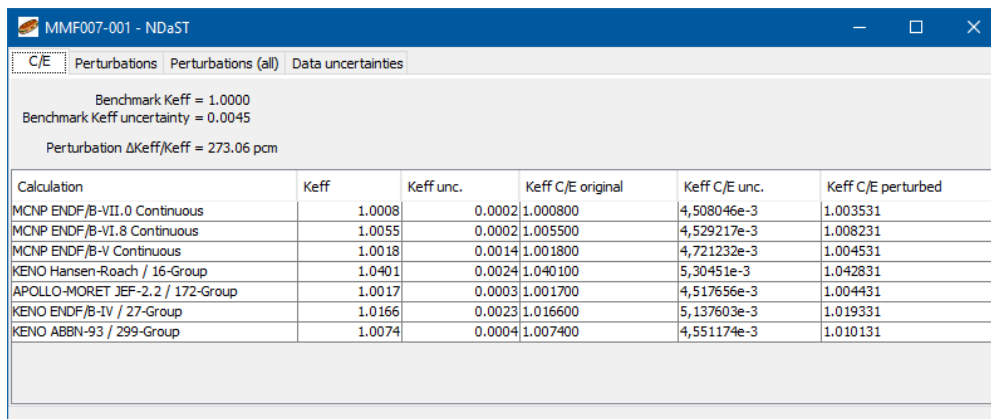 MMF007-001 - NDaST
C/E Perturbations Perturbations (all) Data uncertainties
Benchmark Keff = 1.0000
Benchmark Keff uncertainty = 0.0045
Perturbation ΔKeff/Keff = 273.06 pcm
Calculation Keff Keff unc. Keff C/E original Keff C/E unc. Keff C/E perturbed
MCNP ENDF/B-VII.0 Continuous 1.0008 0.0002 1.000800 4,508046e-3 1.003531
MCNP ENDF/B-VI.8 Continuous 1.0055 0.0002 1.005500 4,529217e-3 1.008231
MCNP ENDF/B-V Continuous 1.0018 0.0014 1.001800 4,721232e-3 1.004531
KENO Hansen-Roach / 16-Group 1.0401 0.0024 1.040100 5,30451e-3 1.042831
APOLLO-MORET JEF-2.2 / 172-Group 1.0017 0.0003 1.001700 4,517656e-3 1.004431
KENO ENDF/B-IV / 27-Group 1.0166 0.0023 1.016600 5,137603e-3 1.019331
KENO ABBN-93 / 299-Group 1.0074 0.0004 1.007400 4,551174e-3 1.010131